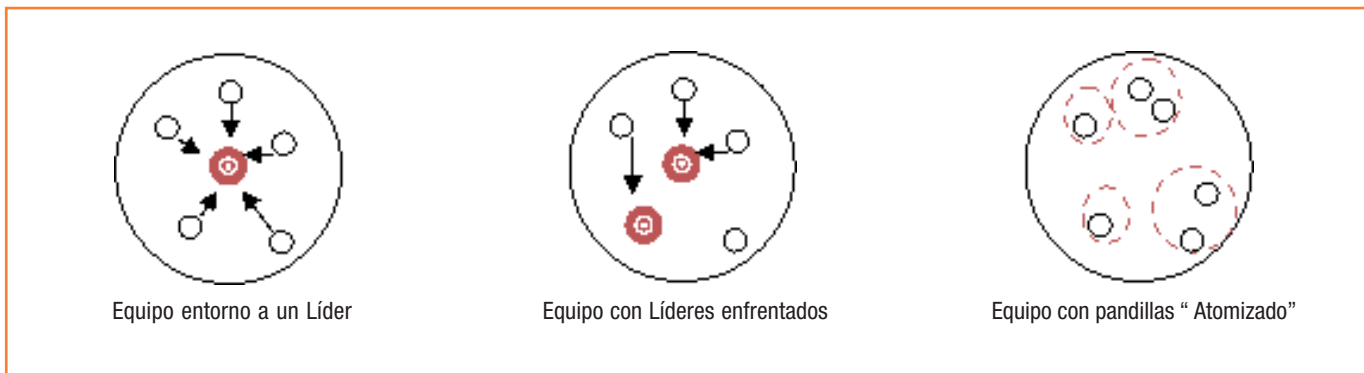 Equipo entorno a un Líder
Equipo con Líderes enfrentados
Equipo con pandillas “ Atomizado”